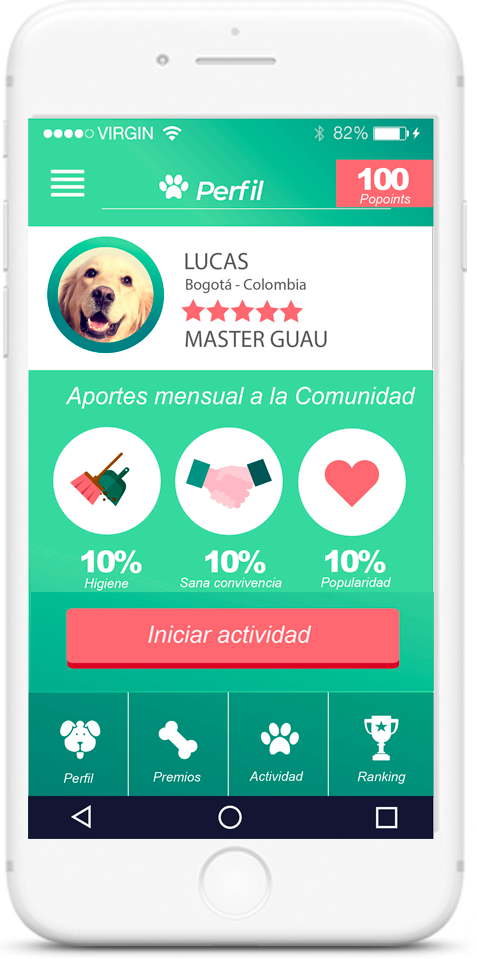 VIRGIN 82%
Perfil
100
Popoints
LUCAS
Bogotá - Colombia
MASTER GUAU
Aportes mensual a la Comunidad
10% 10% 10%
Higiene Sana convivencia Popularidad
Iniciar actividad
Perfil Premios Actividad Ranking